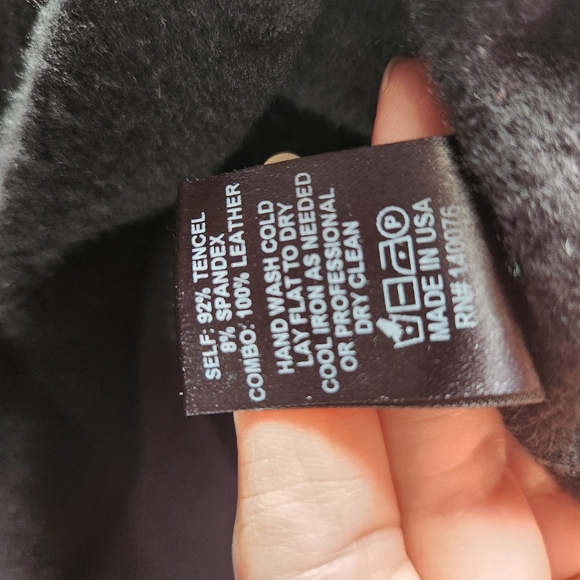 SELF: 92% TENCEL
8% SPANDEX
COMBO: 100% LEATHER
HAND WASH COLD
LAY FLAT TO DRY
COOL IRON AS NEEDED
OR PROFESSIONAL
DRY CLEAN
P
MADE IN USA
RN# 140076